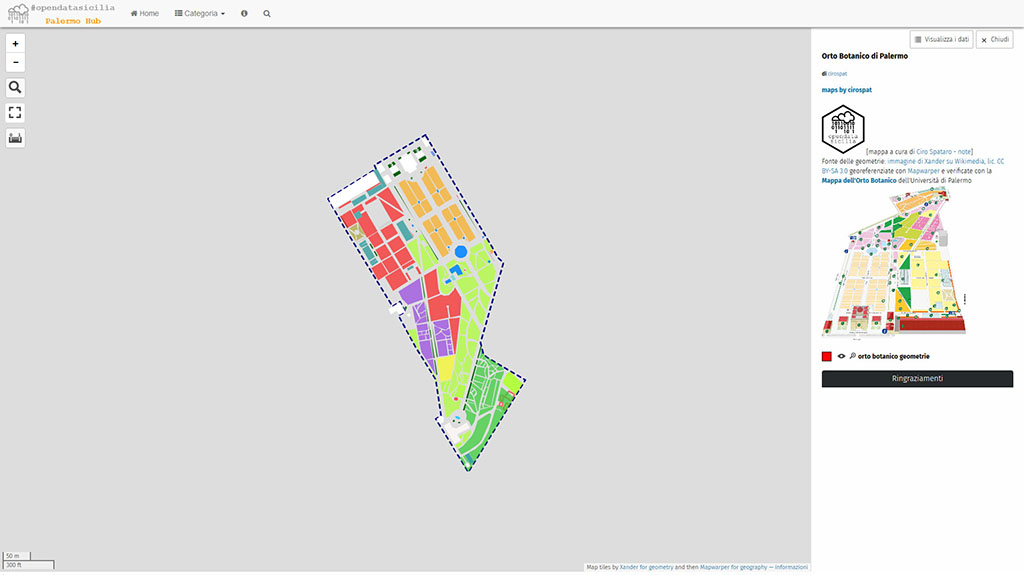 #opendatasicilia
Palermo Hub
Home
Categoria
+
−
Visualizza i dati
Chiudi
Orto Botanico di Palermo
di cirospat
maps by cirospat
opendata
sicilia
[mappa a cura di Ciro Spataro - note]
Fonte delle geometrie: immagine di Xander su Wikimedia, lic. CC
BY-SA 3.0 georeferenziate con Mapwarper e verificate con la
Mappa dell'Orto Botanico dell'Università di Palermo
orto botanico geometrie
Ringraziamenti
50 m
300 ft
Map tiles by Xander for geometry and then Mapwarper for geography — Informazioni